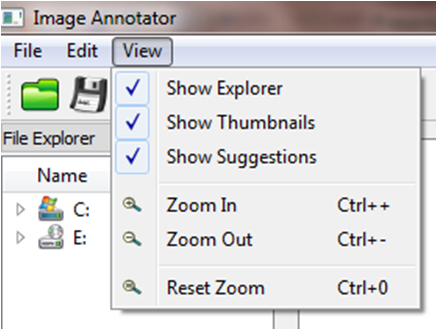 Image Annotator
File Edit View
File Explorer
Name
C:
E:
Show Explorer
Show Thumbnails
Show Suggestions
Zoom In Ctrl++
Zoom Out Ctrl+-
Reset Zoom Ctrl+0